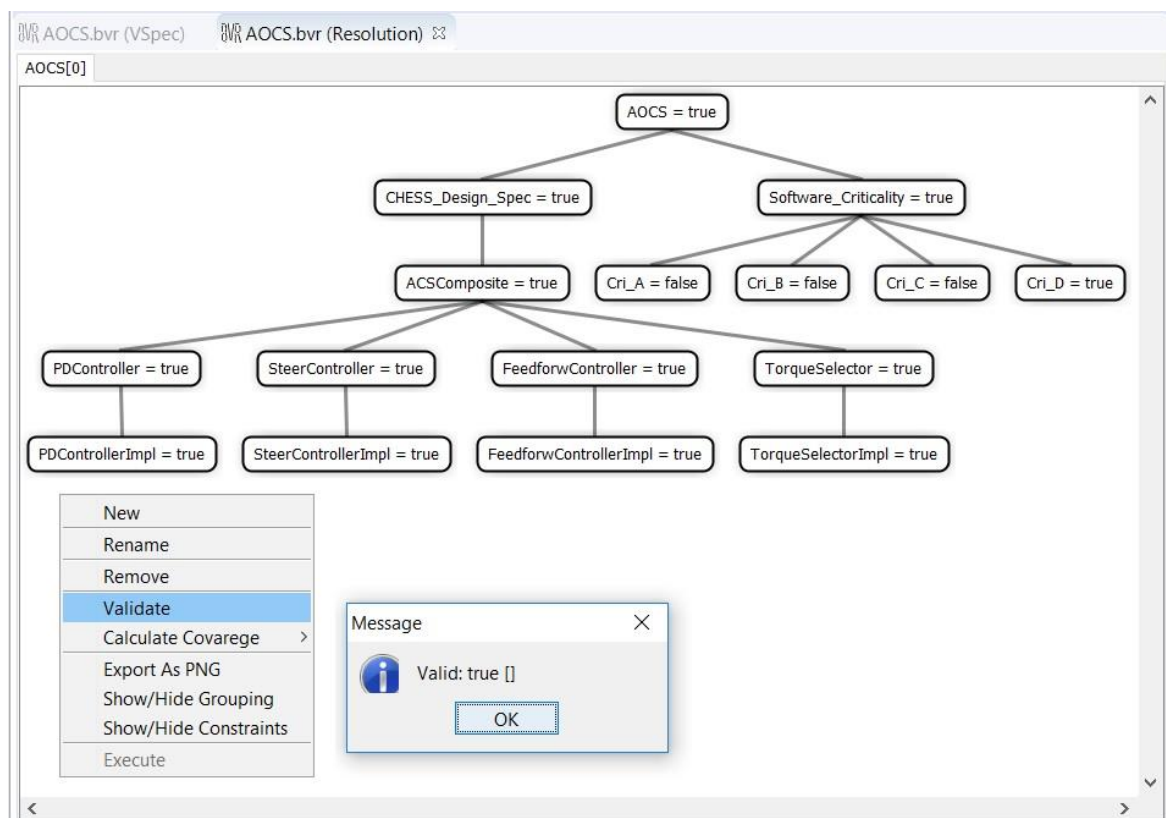 AOCS.bvr (VSpec) AOCS.bvr (Resolution)
AOCS[0]
AOCS = true
CHESS_Design_Spec = true Software_Criticality = true
ACSComposite = true Cri_A = false Cri_B = false Cri_C = false Cri_D = true
PDController = true SteerController = true FeedforwController = true TorqueSelector = true
PDControllerImpl = true SteerControllerImpl = true FeedforwControllerImpl = true TorqueSelectorImpl = true
New
Rename
Remove
Validate
Calculate Covarege
Export As PNG
Show/Hide Grouping
Show/Hide Constraints
Execute
Message
Valid: true []
OK